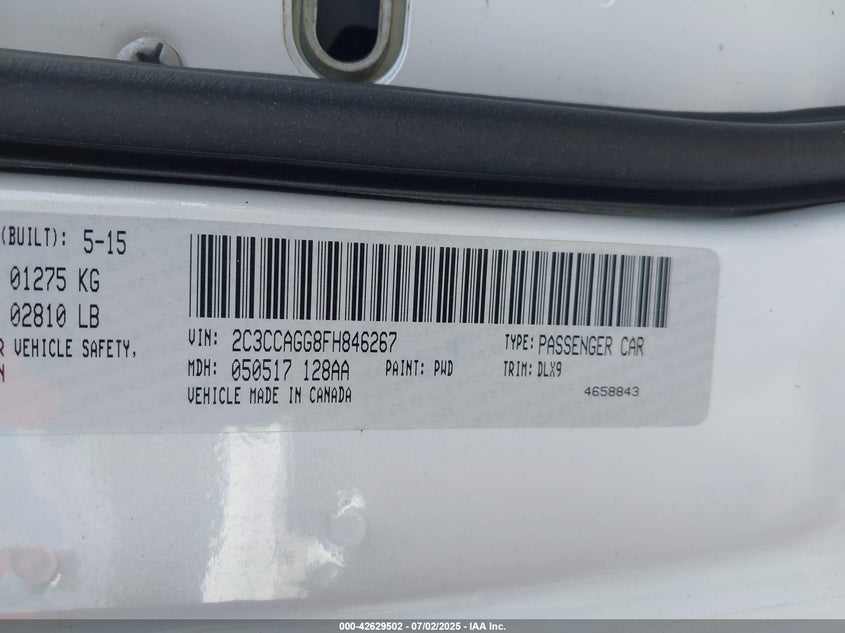 (BUILT): 5-15
01275 KG
02810 LB
R VEHICLE SAFETY,
N
VIN: 2C3CCAGG8FH846267
TYPE: PASSENGER CAR
MDH: 050517 128AA
PAINT: PWD
TRIM: DLX9
VEHICLE MADE IN CANADA
4658843
000-42629502 - 07/02/2025 - IAA Inc.